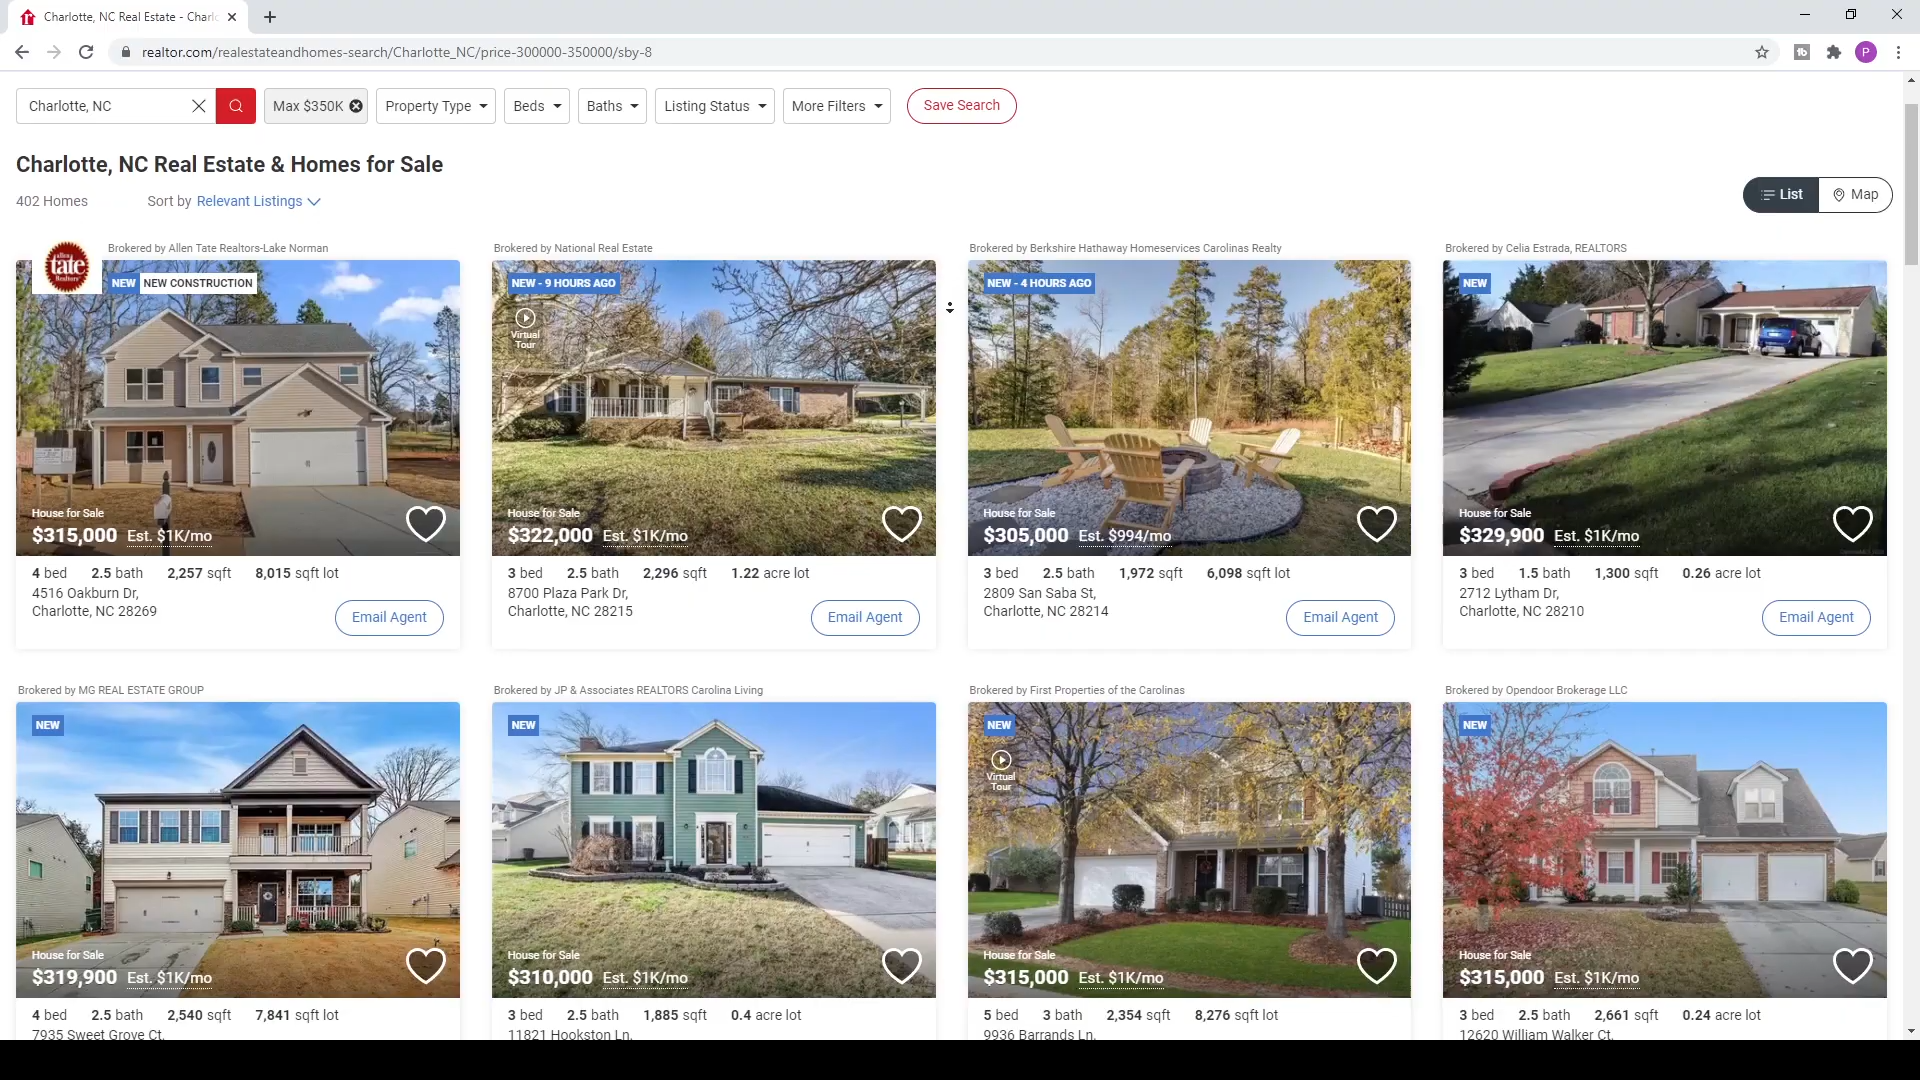 Charlotte, NC Real Estate - Charlo
realtor.com/realestateandhomes-search/Charlotte_NC/price-300000-350000/sby-8
P
Charlotte, NC
Max $350K
Property Type
Beds
Baths
Listing Status
More Filters
Save Search
Charlotte, NC Real Estate & Homes for Sale
402 Homes
Sort by Relevant Listings
List
Map
tate
Brokered by Allen Tate Realtors-Lake Norman
NEW
NEW CONSTRUCTION
House for Sale
$315,000 Est. $1K/mo
4 bed 2.5 bath 2,257 sqft 8,015 sqft lot
4516 Oakburn Dr,
Charlotte, NC 28269
Email Agent
Brokered by National Real Estate
NEW - 9 HOURS AGO
Virtual
Tour
House for Sale
$322,000 Est. $1K/mo
3 bed 2.5 bath 2,296 sqft 1.22 acre lot
8700 Plaza Park Dr,
Charlotte, NC 28215
Email Agent
Brokered by Berkshire Hathaway Homeservices Carolinas Realty
NEW - 4 HOURS AGO
House for Sale
$305,000 Est. $994/mo
3 bed 2.5 bath 1,972 sqft 6,098 sqft lot
2809 San Saba St,
Charlotte, NC 28214
Email Agent
Brokered by Celia Estrada, REALTORS
NEW
House for Sale
$329,900 Est. $1K/mo
3 bed 1.5 bath 1,300 sqft 0.26 acre lot
2712 Lytham Dr,
Charlotte, NC 28210
Email Agent
Brokered by MG REAL ESTATE GROUP
NEW
House for Sale
$319,900 Est. $1K/mo
4 bed 2.5 bath 2,540 sqft 7,841 sqft lot
7935 Sweet Grove Ct,
Brokered by JP & Associates REALTORS Carolina Living
NEW
House for Sale
$310,000 Est. $1K/mo
3 bed 2.5 bath 1,885 sqft 0.4 acre lot
11821 Hookston Ln,
Brokered by First Properties of the Carolinas
NEW
Virtual
Tour
House for Sale
$315,000 Est. $1K/mo
5 bed 3 bath 2,354 sqft 8,276 sqft lot
9936 Barrands Ln,
Brokered by Opendoor Brokerage LLC
NEW
House for Sale
$315,000 Est. $1K/mo
3 bed 2.5 bath 2,661 sqft 0.24 acre lot
12620 William Walker Ct,